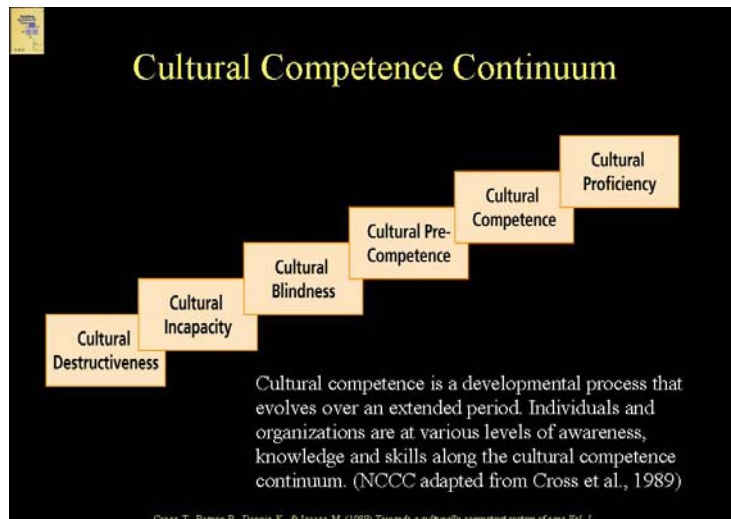 Cultural Competence Continuum
Cultural
Proficiency
Cultural
Competence
Cultural Pre-
Competence
Cultural
Blindness
Cultural
Incapacity
Cultural
Destructiveness
Cultural competence is a developmental process that
evolves over an extended period. Individuals and
organizations are at various levels of awareness,
knowledge and skills along the cultural competence
continuum. (NCCC adapted from Cross et al., 1989)